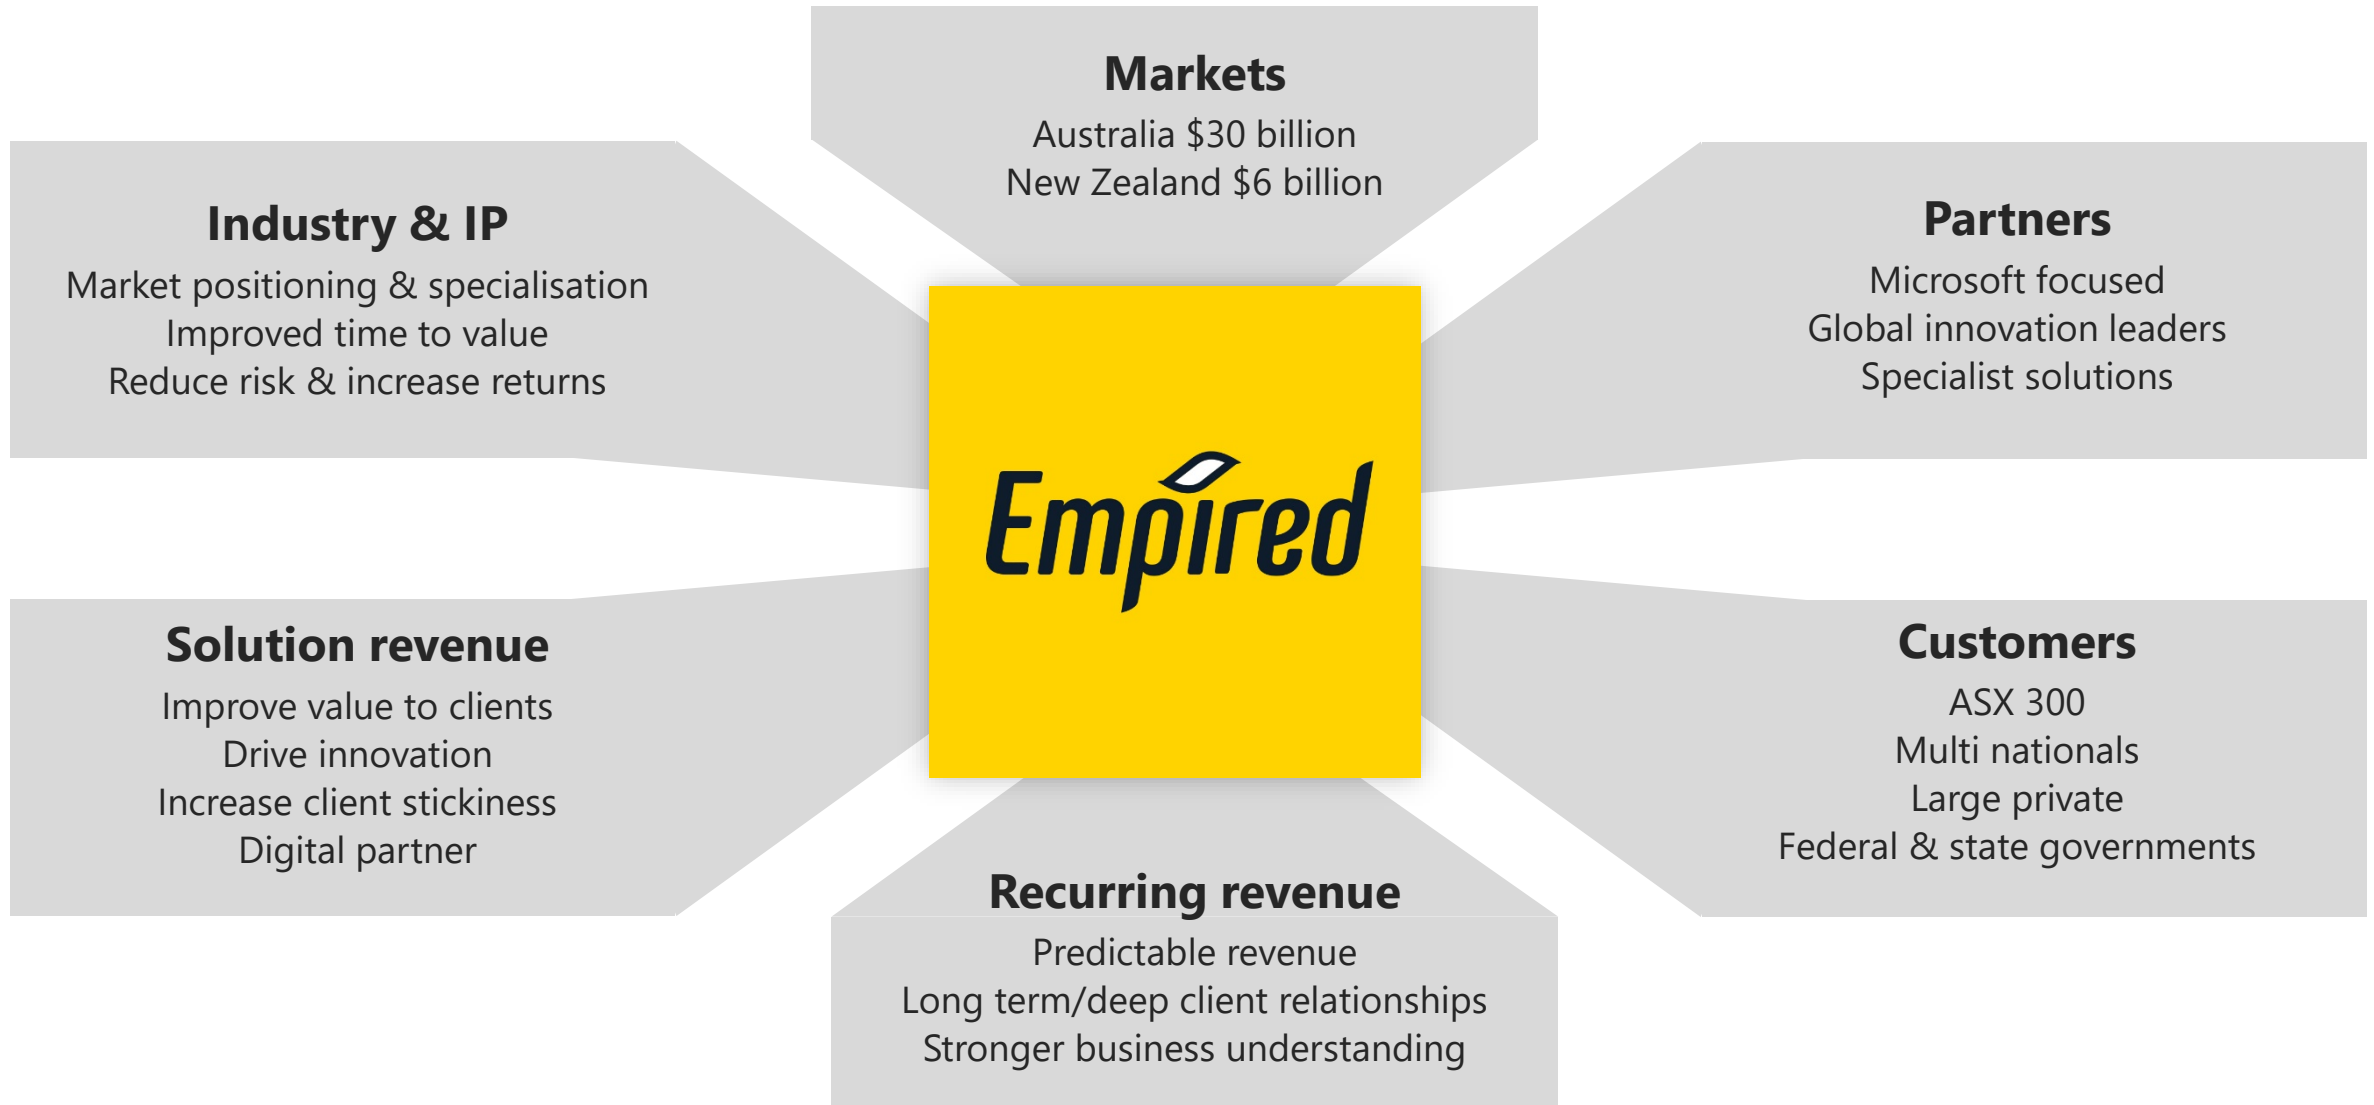 Markets
Australia $30 billion
New Zealand $6 billion
Industry & IP
Market positioning & specialisation
Improved time to value
Reduce risk & increase returns
Partners
Microsoft focused
Global innovation leaders
Specialist solutions
Empired
Solution revenue
Improve value to clients
Drive innovation
Increase client stickiness
Digital partner
Customers
ASX 300
Multi nationals
Large private
Federal & state governments
Recurring revenue
Predictable revenue
Long term/deep client relationships
Stronger business understanding